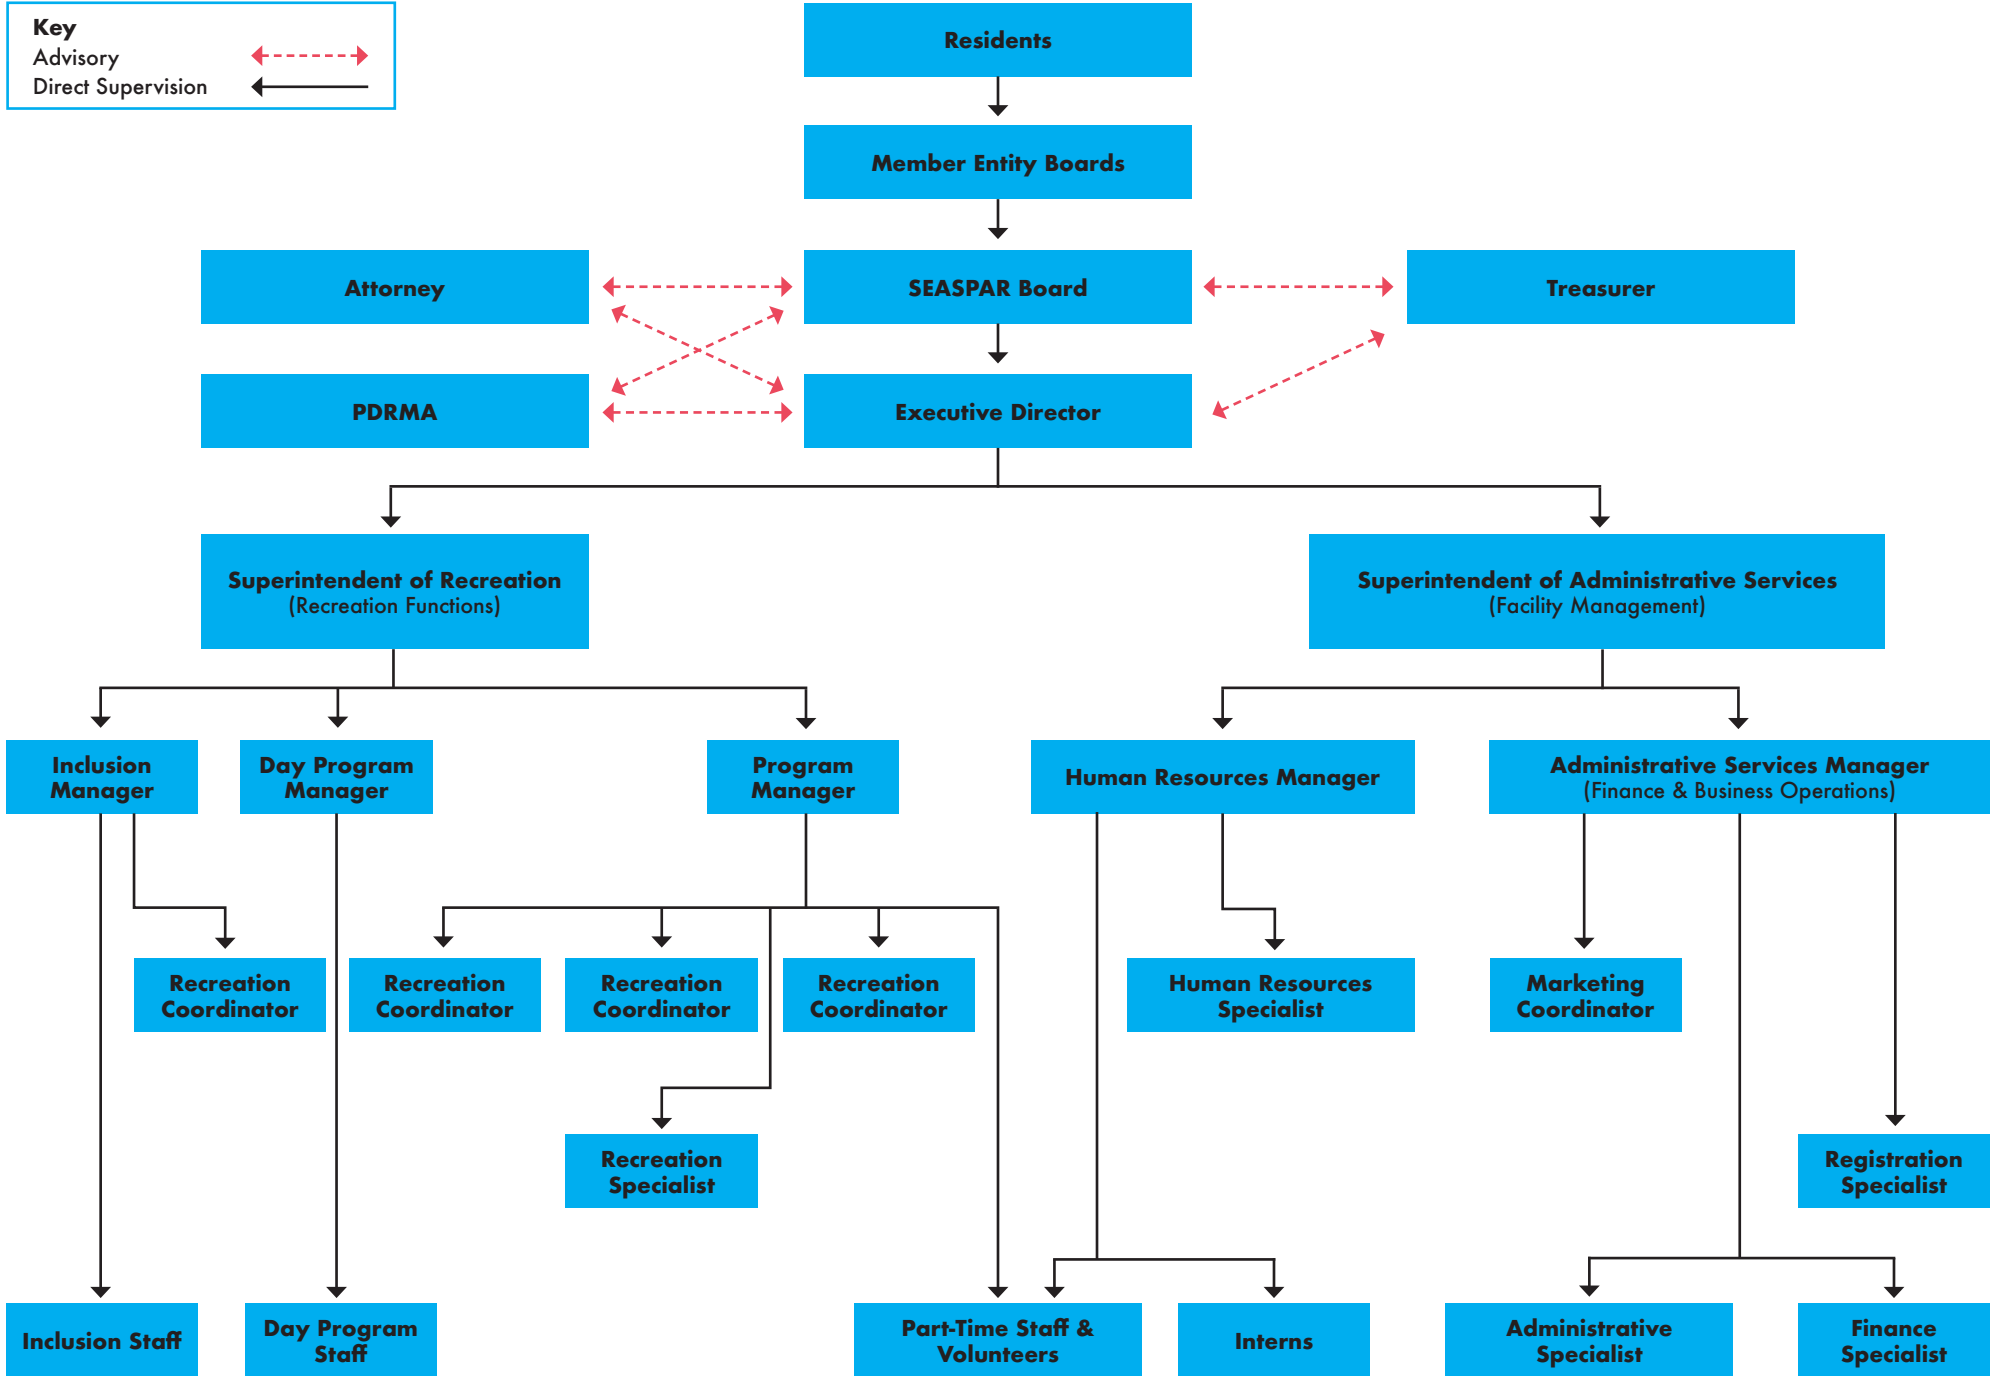 Key
Advisory
Direct Supervision
Residents
Member Entity Boards
Attorney
SEASPAR Board
Treasurer
PDRMA
Executive Director
Superintendent of Recreation
(Recreation Functions)
Superintendent of Administrative Services
(Facility Management)
Inclusion
Manager
Day Program
Manager
Program
Manager
Human Resources Manager
Administrative Services Manager
(Finance & Business Operations)
Recreation
Coordinator
Recreation
Coordinator
Recreation
Coordinator
Recreation
Coordinator
Human Resources
Specialist
Marketing
Coordinator
Recreation
Specialist
Registration
Specialist
Inclusion Staff
Day Program
Staff
Part-Time Staff &
Volunteers
Interns
Administrative
Specialist
Finance
Specialist